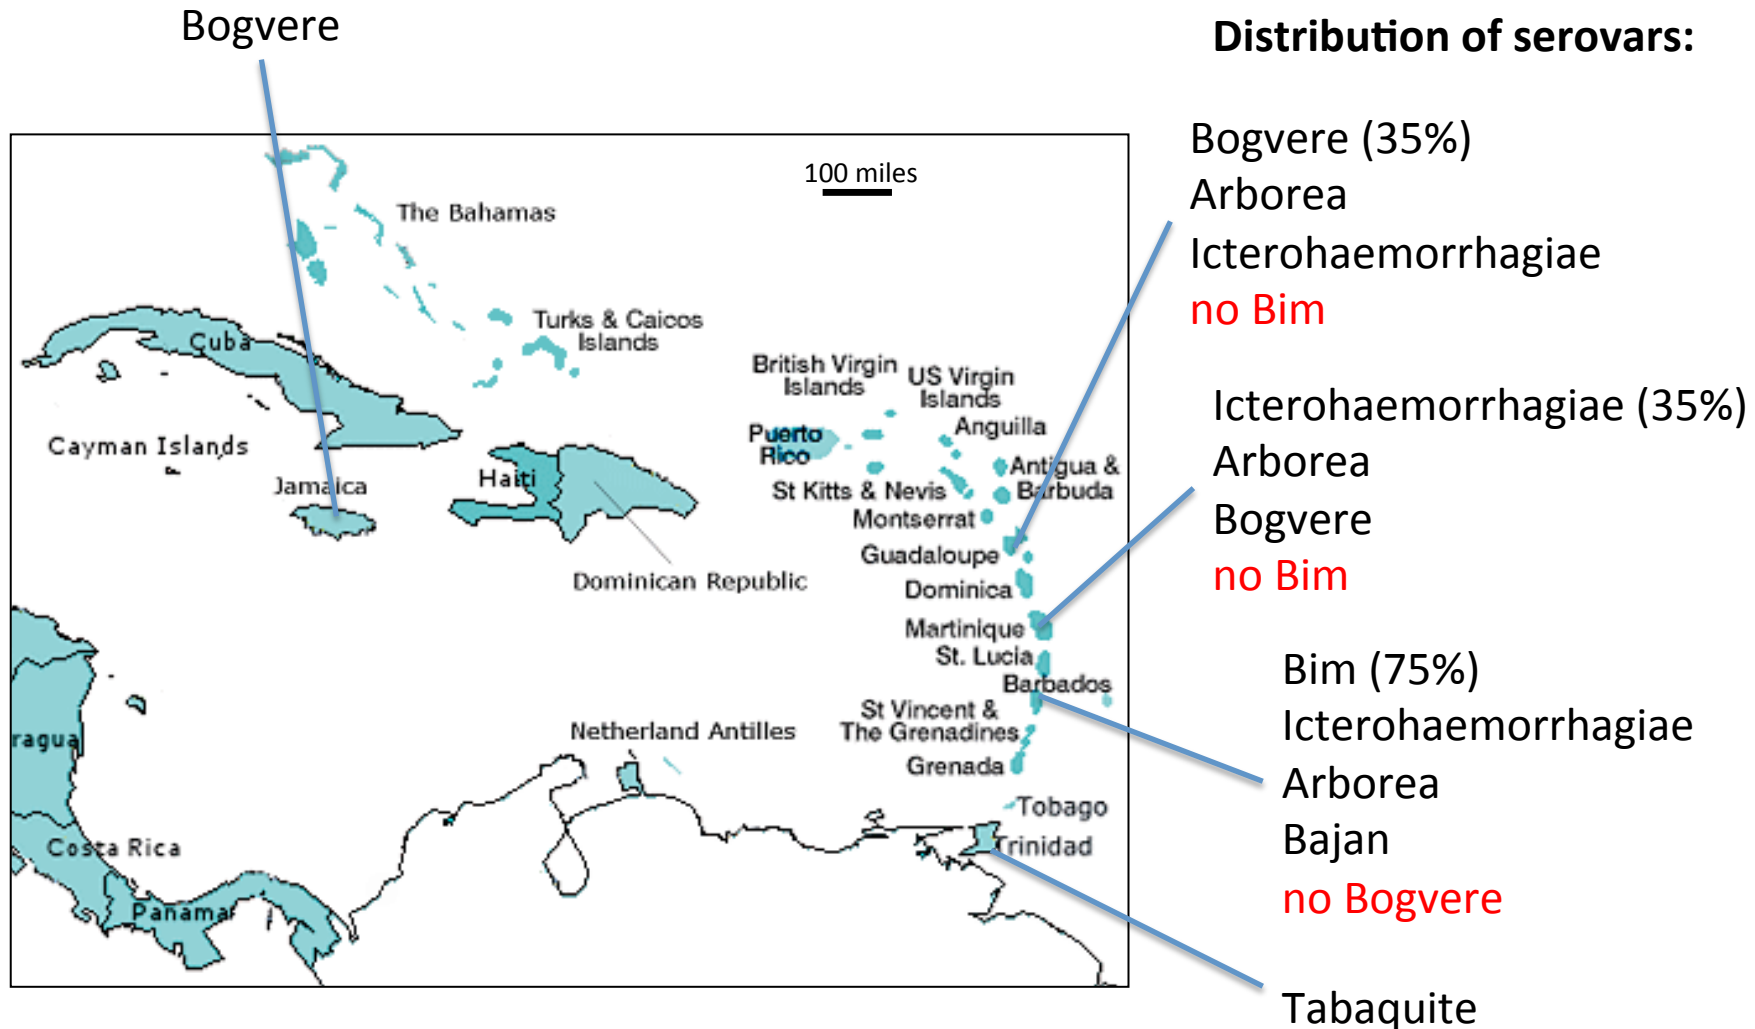 Bogvere
Distribution of serovars:
Bogvere (35%)
Arborea
Icterohaemorrhagiae
no Bim
100 miles
The Bahamas
Turks & Caicos
Islands
Cuba
British Virgin
Islands
US Virgin
Islands
Anguilla
Cayman Islands
Puerto
Rico
Jamaica
Haiti
Antigua &
Barbuda
St Kitts & Nevis
Montserrat
Guadaloupe
Dominican Republic
Dominica
Martinique
St. Lucia
Barbados
St Vincent &
The Grenadines
Grenada
Netherland Antilles
ragua
Tobago
Trinidad
Costa Rica
Panama
Icterohaemorrhagiae (35%)
Arborea
Bogvere
no Bim
Bim (75%)
Icterohaemorrhagiae
Arborea
Bajan
no Bogvere
Tabaquite